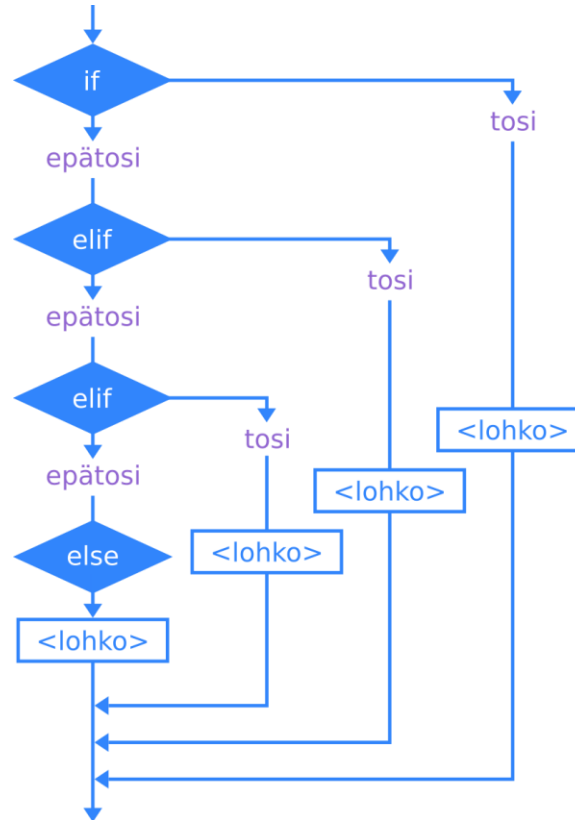 if
tosi
epätosi
elif
tosi
epätosi
elif
tosi
<lohko>
epätosi
<lohko>
else
<lohko>
<lohko>